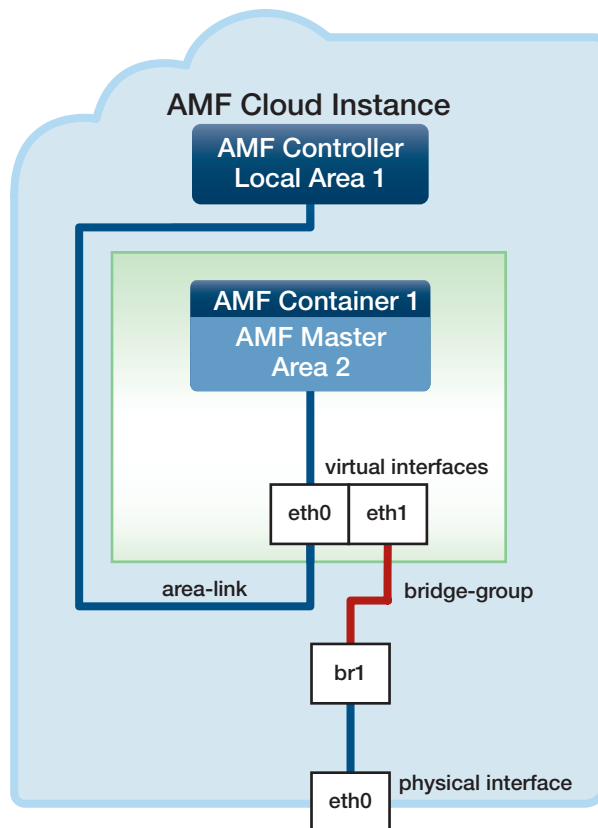 AMF Cloud Instance
AMF Controller
Local Area 1
AMF Container 1
AMF Master
Area 2
virtual interfaces
eth0
eth1
area-link
bridge-group
br1
physical interface
eth0